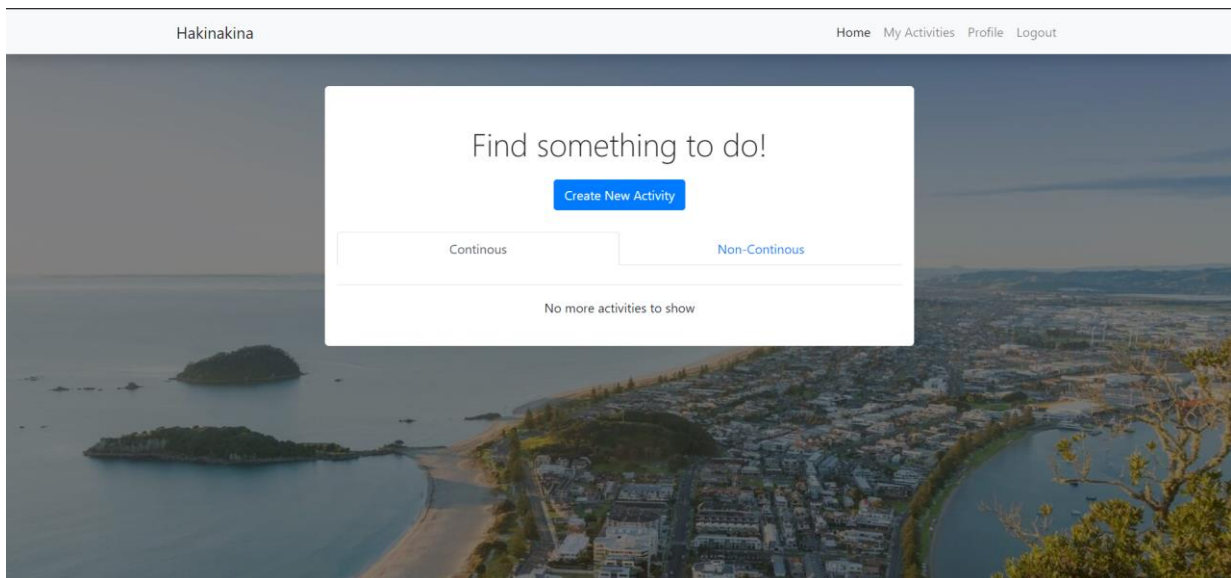 Hakinakina
Home My Activities Profile Logout
Find something to do!
Create New Activity
Continous Non-Continous
No more activities to show